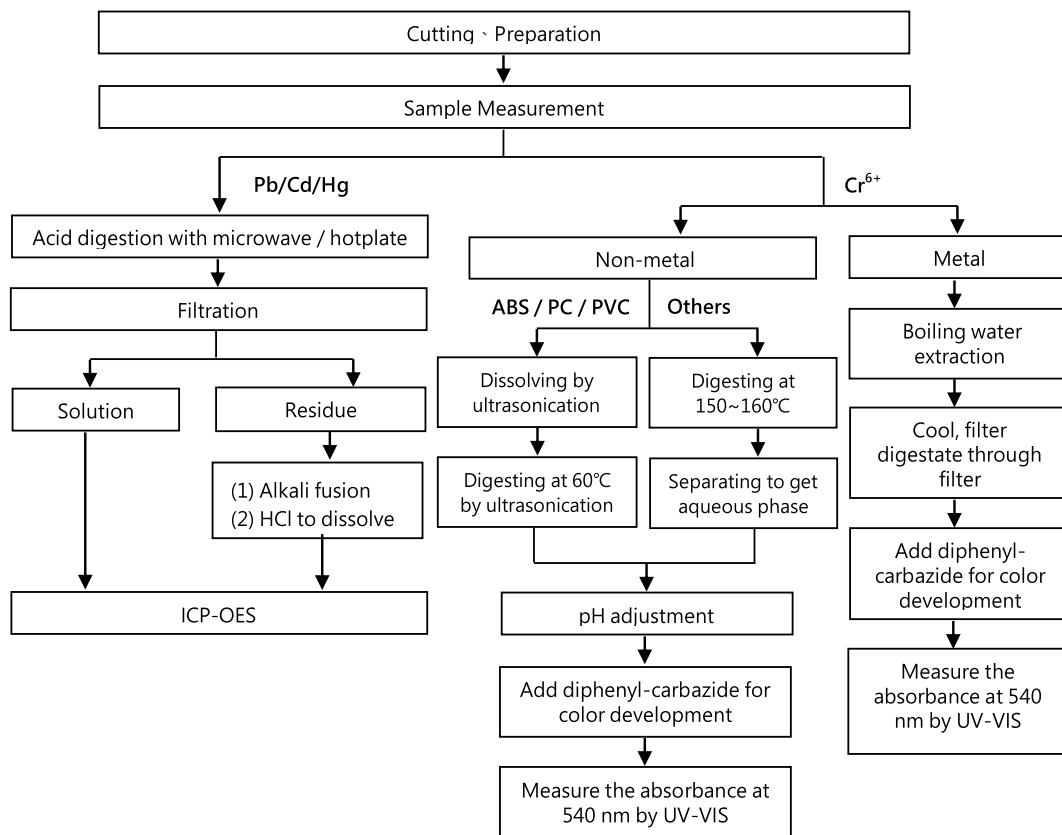 Cutting、Preparation
Sample Measurement
Pb/Cd/Hg
Acid digestion with microwave / hotplate
Filtration
Solution
Residue
(1) Alkali fusion
(2) HCl to dissolve
ICP-OES
Cr⁶⁺
Non-metal
ABS / PC / PVC
Others
Dissolving by
ultrasonication
Digesting at 60℃
by ultrasonication
Digesting at
150~160℃
Separating to get
aqueous phase
pH adjustment
Add diphenyl-carbazide for
color development
Measure the absorbance at
540 nm by UV-VIS
Metal
Boiling water
extraction
Cool, filter
digestate through
filter
Add diphenyl-
carbazide for color
development
Measure the
absorbance at 540
nm by UV-VIS